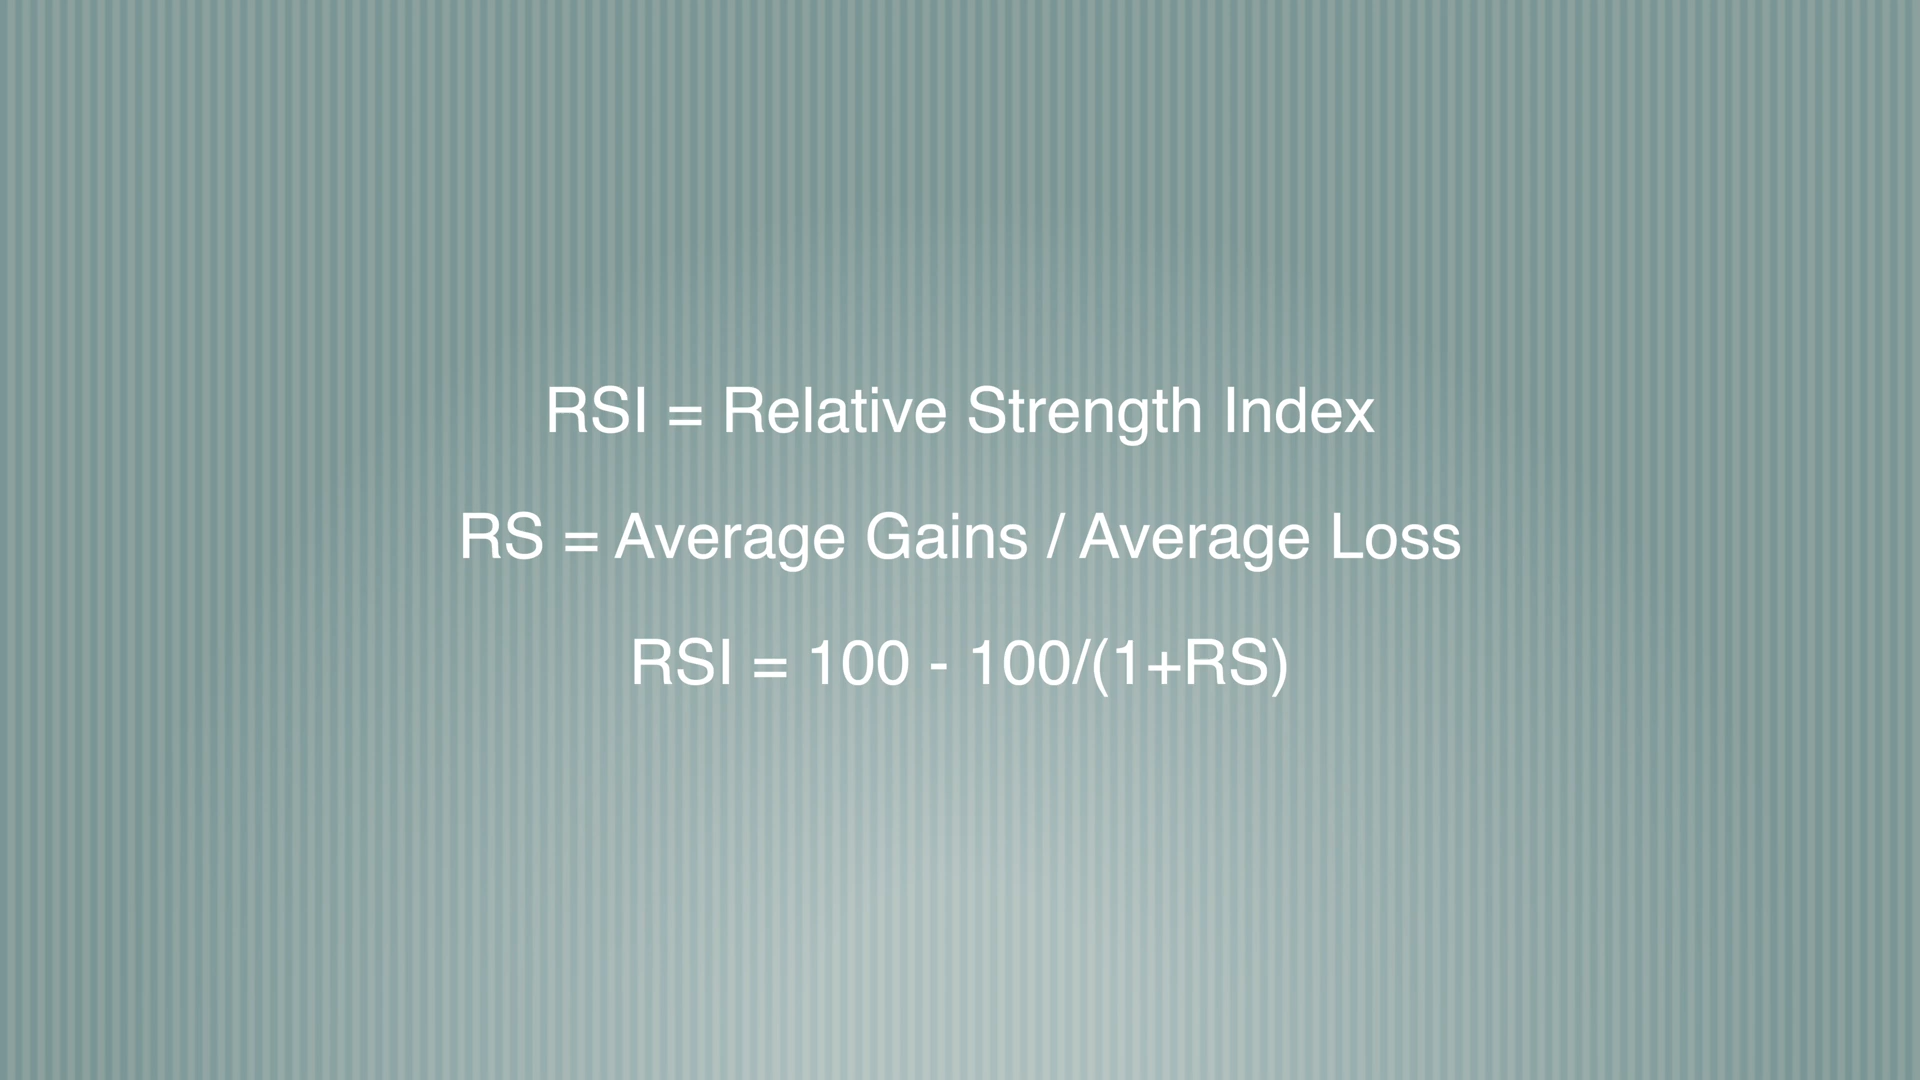 RSI = Relative Strength Index
RS = Average Gains / Average Loss
RSI = 100 - 100/(1+RS)